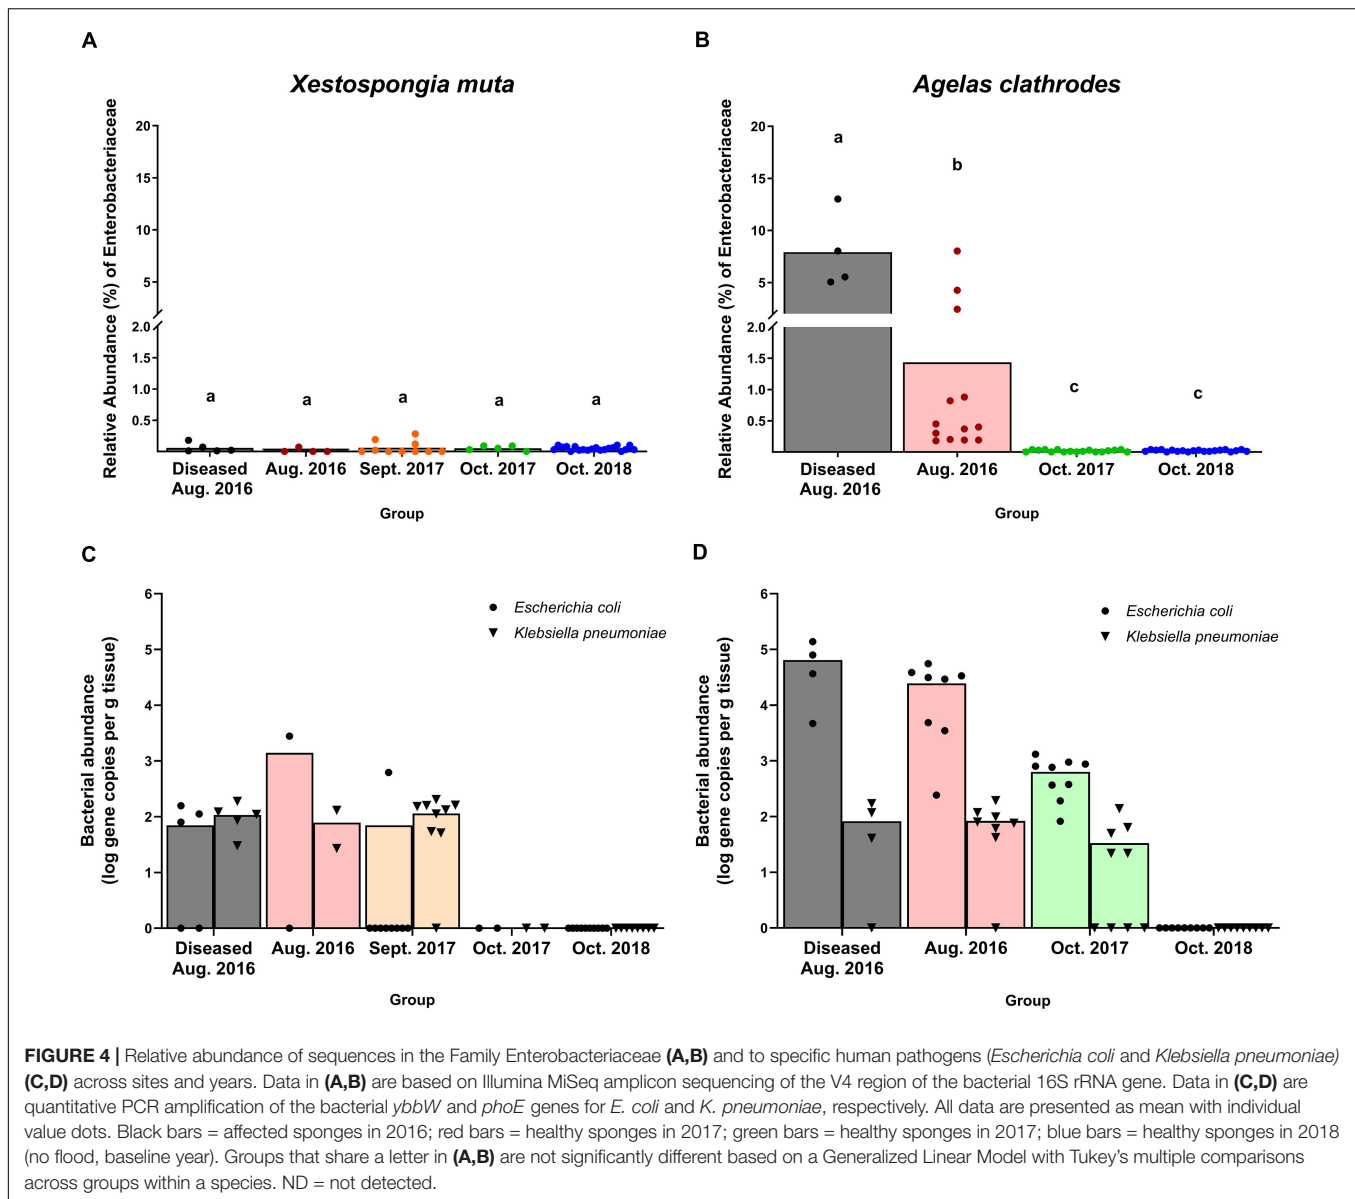 A
Xestospongia muta
Relative Abundance (%) of Enterobacteriaceae
20
15
10
5
2.0
1.5
1.0
0.5
a
a
a
a
a
Diseased
Aug. 2016
Aug. 2016
Sept. 2017
Oct. 2017
Oct. 2018
Group
B
Agelas clathrodes
Relative Abundance (%) of Enterobacteriaceae
20
15
10
5
2.0
1.5
1.0
0.5
a
b
c
c
Diseased
Aug. 2016
Aug. 2016
Oct. 2017
Oct. 2018
Group
C
Bacterial abundance
(log gene copies per g tissue)
6
5
4
3
2
1
0
Escherichia coli
Klebsiella pneumoniae
Diseased
Aug. 2016
Aug. 2016
Sept. 2017
Oct. 2017
Oct. 2018
Group
D
Bacterial abundance
(log gene copies per g tissue)
6
5
4
3
2
1
0
Escherichia coli
Klebsiella pneumoniae
Diseased
Aug. 2016
Aug. 2016
Oct. 2017
Oct. 2018
Group
FIGURE 4 | Relative abundance of sequences in the Family Enterobacteriaceae (A,B) and to specific human pathogens (Escherichia coli and Klebsiella pneumoniae)
(C,D) across sites and years. Data in (A,B) are based on Illumina MiSeq amplicon sequencing of the V4 region of the bacterial 16S rRNA gene. Data in (C,D) are
quantitative PCR amplification of the bacterial ybbW and phoE genes for E. coli and K. pneumoniae, respectively. All data are presented as mean with individual
value dots. Black bars = affected sponges in 2016; red bars = healthy sponges in 2017; green bars = healthy sponges in 2017; blue bars = healthy sponges in 2018
(no flood, baseline year). Groups that share a letter in (A,B) are not significantly different based on a Generalized Linear Model with Tukey's multiple comparisons
across groups within a species. ND = not detected.